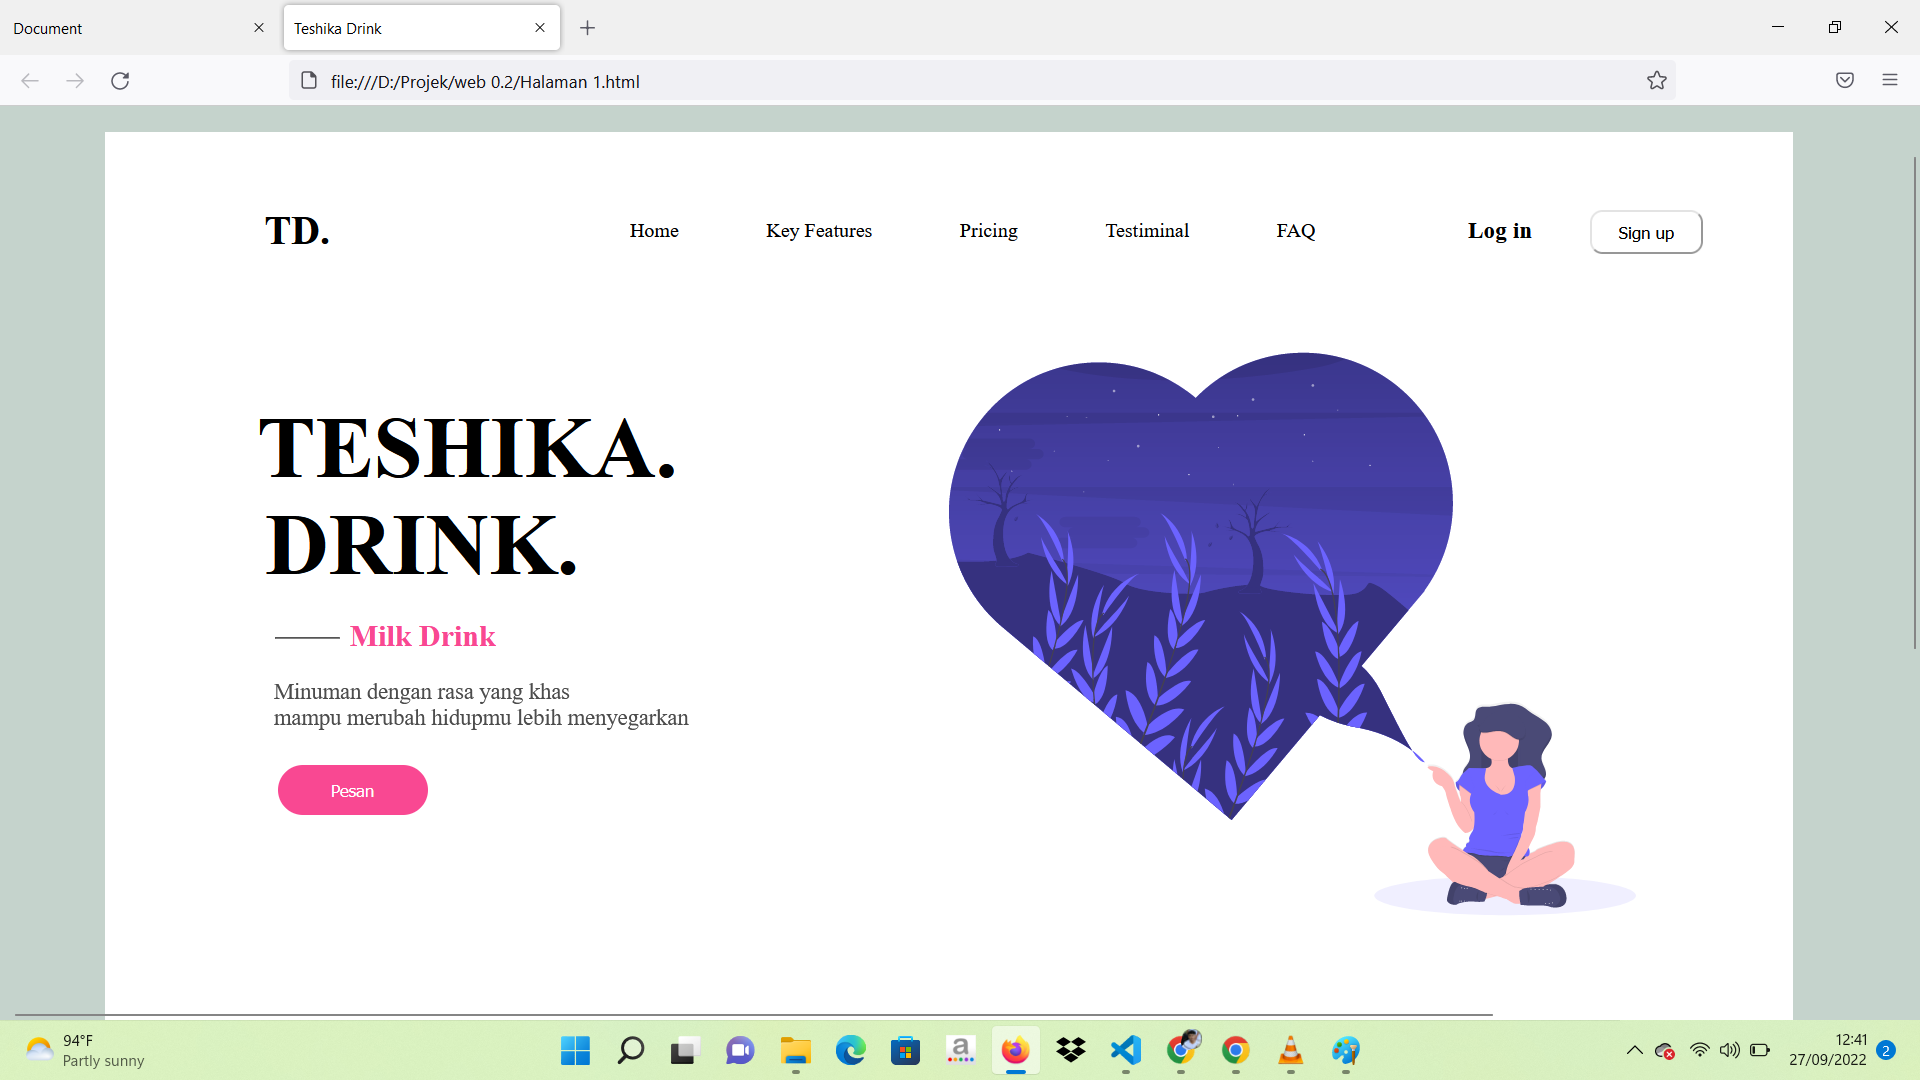 Document
Teshika Drink
file:///D:/Projek/web 0.2/Halaman 1.html
TD.
Home
Key Features
Pricing
Testiminal
FAQ
Log in
Sign up
TESHIKA.
DRINK.
Milk Drink
Minuman dengan rasa yang khas
mampu merubah hidupmu lebih menyegarkan
Pesan
94°F
Partly sunny
a
12:41
27/09/2022
2